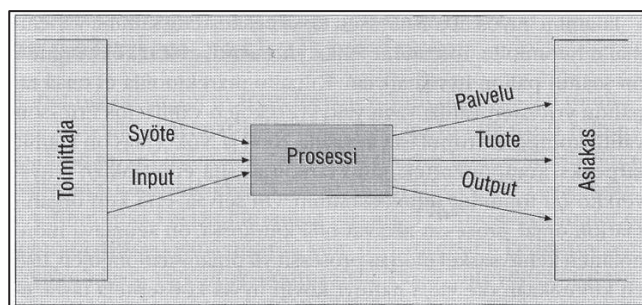 Toimittaja
Syöte
Input
Prosessi
Palvelu
Tuote
Output
Asiakas